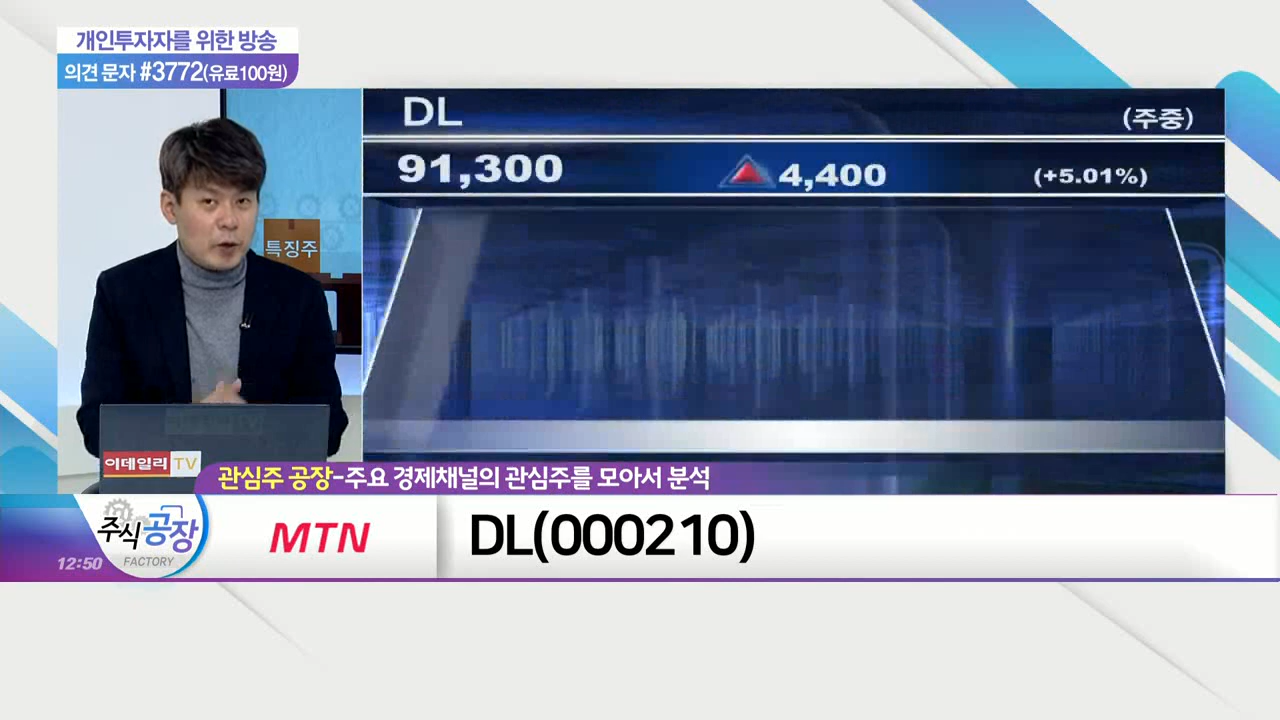 개인투자자를 위한 방송
의견 문자 #3772(유료100원)
DL
(주중)
91,300
4,400
(+5.01%)
특징주
이데일리 TV
관심주 공장-주요 경제채널의 관심주를 모아서 분석
주식공장
FACTORY
12:50
MTN
DL(000210)